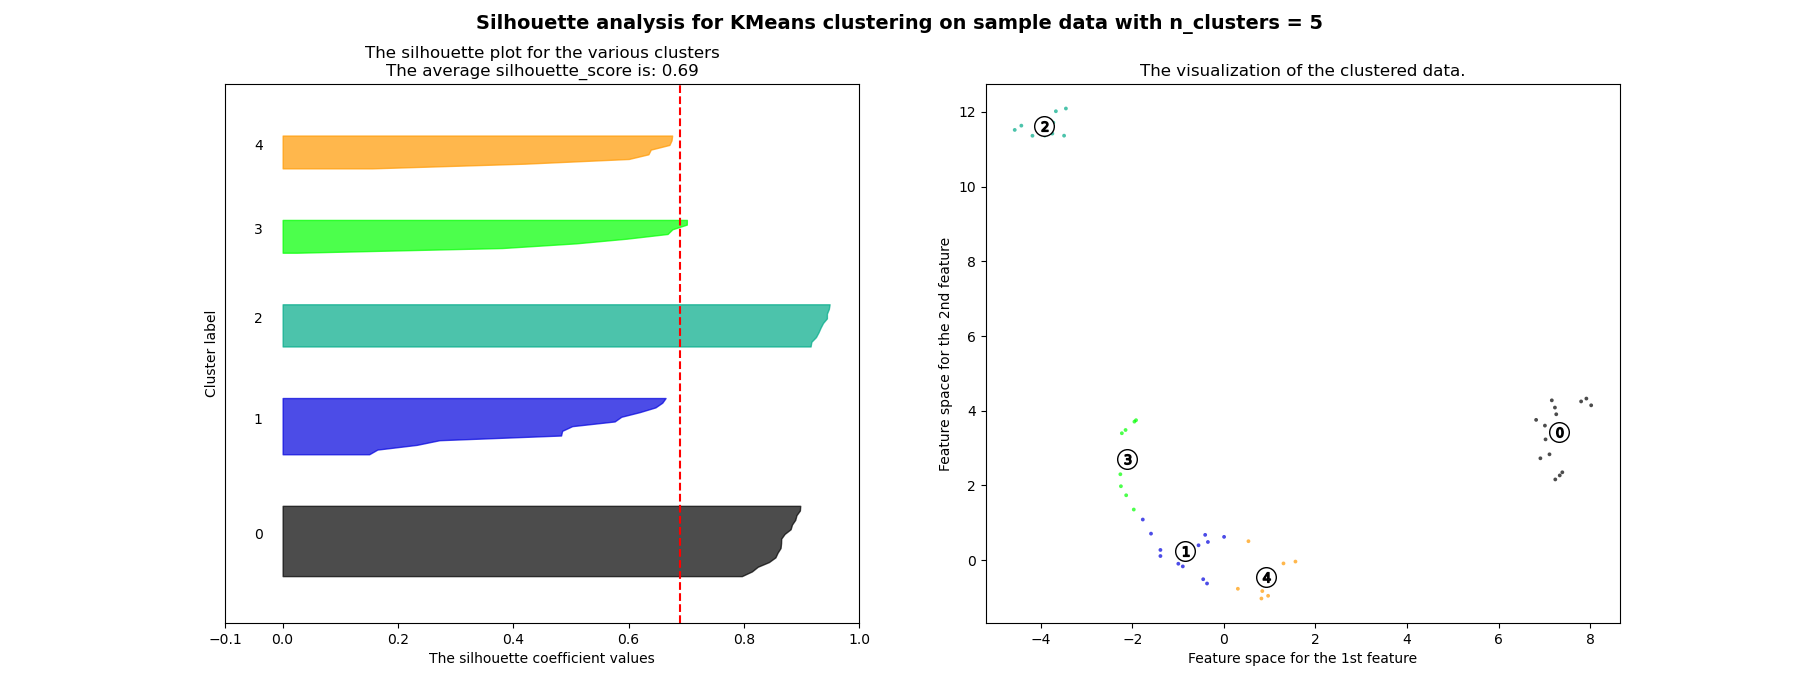 Silhouette analysis for KMeans clustering on sample data with n_clusters = 5
The silhouette plot for the various clusters
The average silhouette_score is: 0.69
4
3
2
1
0
Cluster label
−0.1 0.0 0.2 0.4 0.6 0.8 1.0
The silhouette coefficient values
The visualization of the clustered data.
12
10
8
6
4
2
0
Feature space for the 2nd feature
2
0
3
1
4
−4 −2 0 2 4 6 8
Feature space for the 1st feature